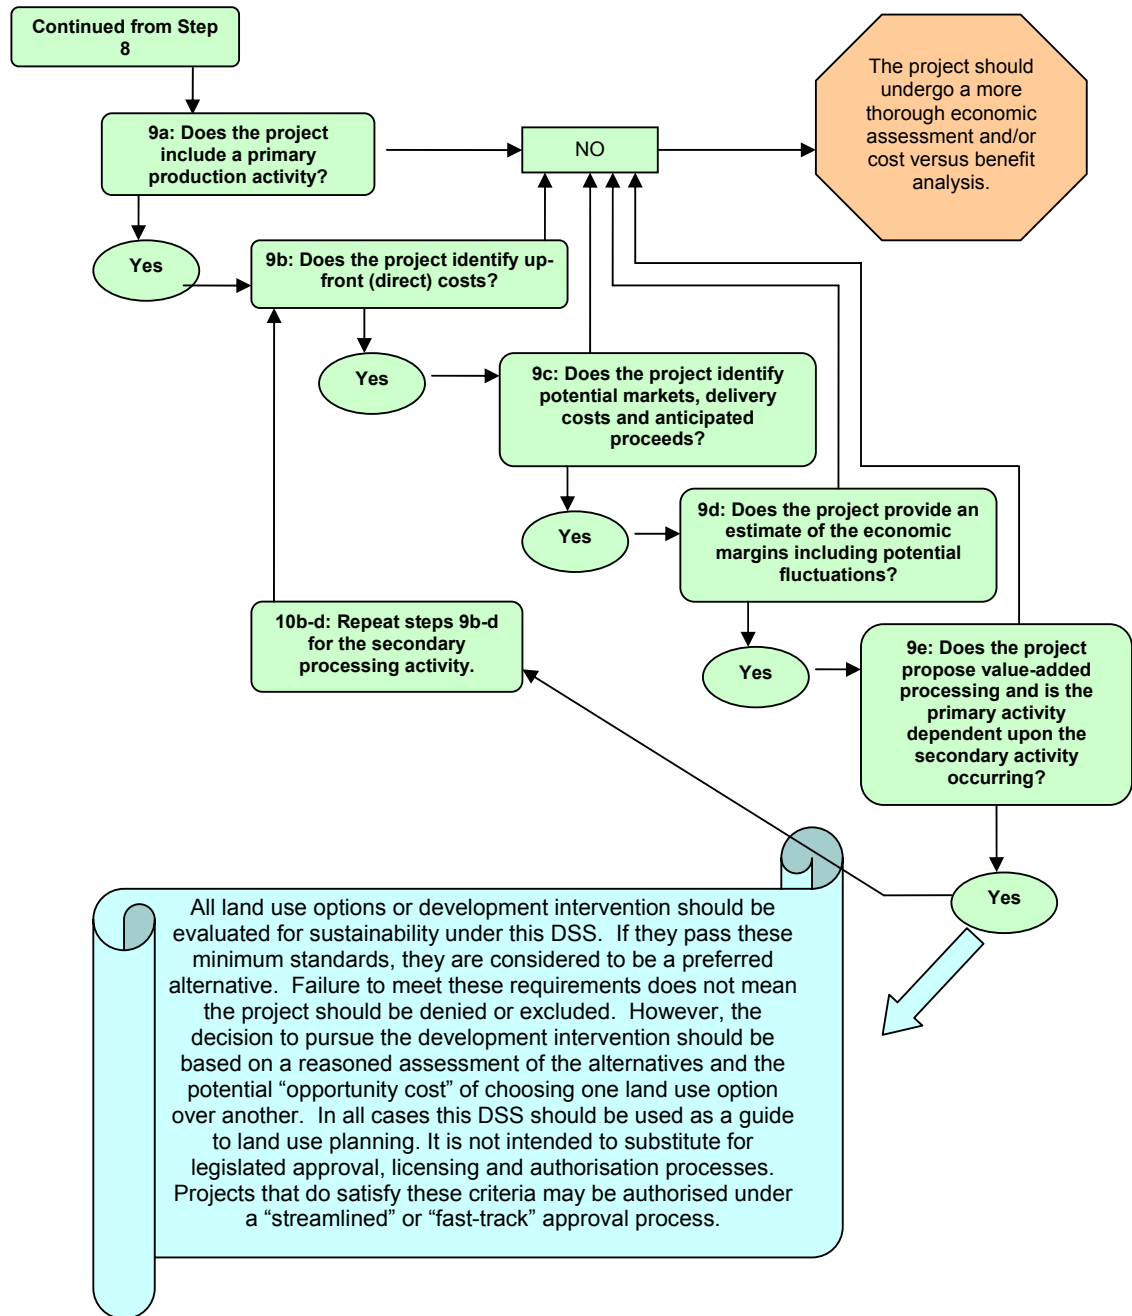 Continued from Step
8
The project should
undergo a more
thorough economic
assessment and/or
cost versus benefit
analysis.
9a: Does the project
include a primary
production activity?
NO
Yes
9b: Does the project identify up-
front (direct) costs?
Yes
9c: Does the project identify
potential markets, delivery
costs and anticipated
proceeds?
Yes
9d: Does the project provide an
estimate of the economic
margins including potential
fluctuations?
10b-d: Repeat steps 9b-d
for the secondary
processing activity.
Yes
9e: Does the project
propose value-added
processing and is the
primary activity
dependent upon the
secondary activity
occurring?
Yes
All land use options or development intervention should be
evaluated for sustainability under this DSS.  If they pass these
minimum standards, they are considered to be a preferred
alternative.  Failure to meet these requirements does not mean
the project should be denied or excluded.  However, the
decision to pursue the development intervention should be
based on a reasoned assessment of the alternatives and the
potential “opportunity cost” of choosing one land use option
over another.  In all cases this DSS should be used as a guide
to land use planning. It is not intended to substitute for
legislated approval, licensing and authorisation processes.
Projects that do satisfy these criteria may be authorised under
a “streamlined” or “fast-track” approval process.